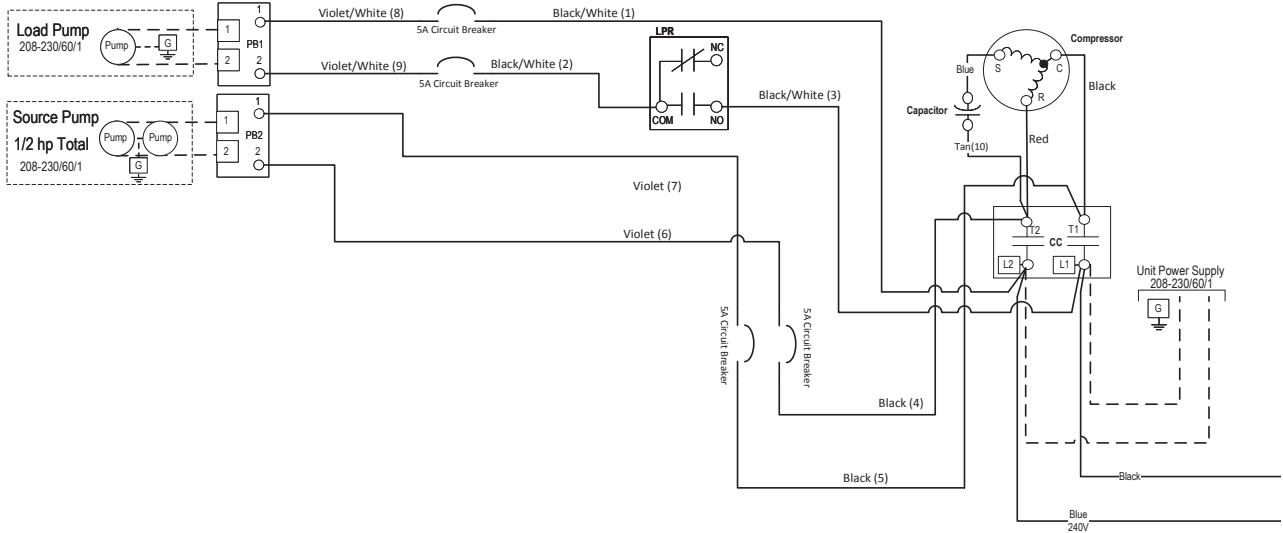 Load Pump
208-230/60/1
Pump
G
1
2
1
PB1
2
Violet/White (8)
5A Circuit Breaker
Black/White (1)
Violet/White (9)
5A Circuit Breaker
Black/White (2)
LPR
NC
COM
NO
Black/White (3)
Compressor
S
C
R
Blue
Black
Capacitor
Tan(10)
Red
Source Pump
1/2 hp Total
208-230/60/1
Pump
Pump
G
1
2
1
PB2
2
Violet (7)
Violet (6)
T2
T1
CC
L2
L1
Unit Power Supply
208-230/60/1
G
5A Circuit Breaker
5A Circuit Breaker
Black (4)
Black (5)
Black
Blue
240V